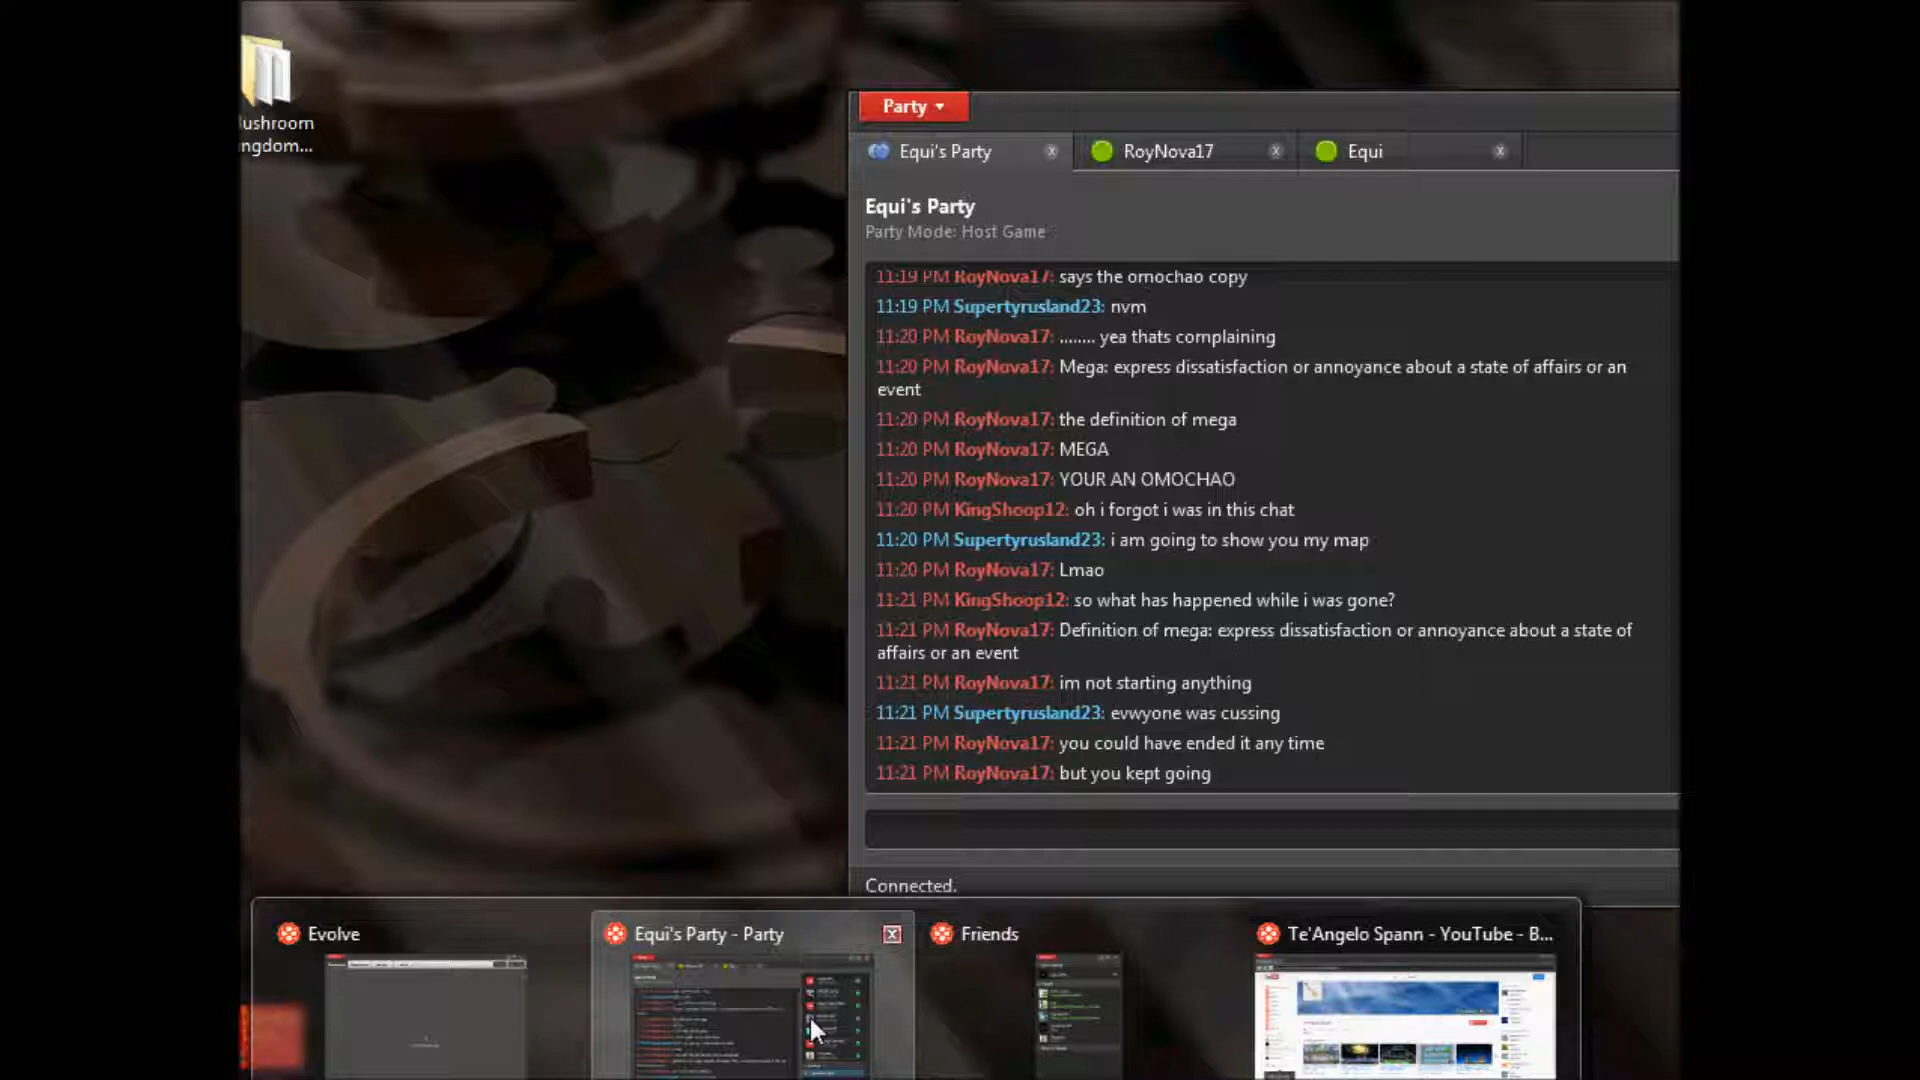 ushroom
ngdom...
Party
Equi's Party
RoyNova17
Equi
Equi's Party
Party Mode: Host Game
11:19 PM RoyNova17: says the omochao copy
11:19 PM Supertyrusland23: nvm
11:20 PM RoyNova17: ........ yea thats complaining
11:20 PM RoyNova17: Mega: express dissatisfaction or annoyance about a state of affairs or an
event
11:20 PM RoyNova17: the definition of mega
11:20 PM RoyNova17: MEGA
11:20 PM RoyNova17: YOUR AN OMOCHAO
11:20 PM KingShoop12: oh i forgot i was in this chat
11:20 PM Supertyrusland23: i am going to show you my map
11:20 PM RoyNova17: Lmao
11:21 PM KingShoop12: so what has happened while i was gone?
11:21 PM RoyNova17: Definition of mega: express dissatisfaction or annoyance about a state of
affairs or an event
11:21 PM RoyNova17: im not starting anything
11:21 PM Supertyrusland23: evwyone was cussing
11:21 PM RoyNova17: you could have ended it any time
11:21 PM RoyNova17: but you kept going
Connected.
Evolve
Equi's Party - Party
Friends
Te'Angelo Spann - YouTube - B...